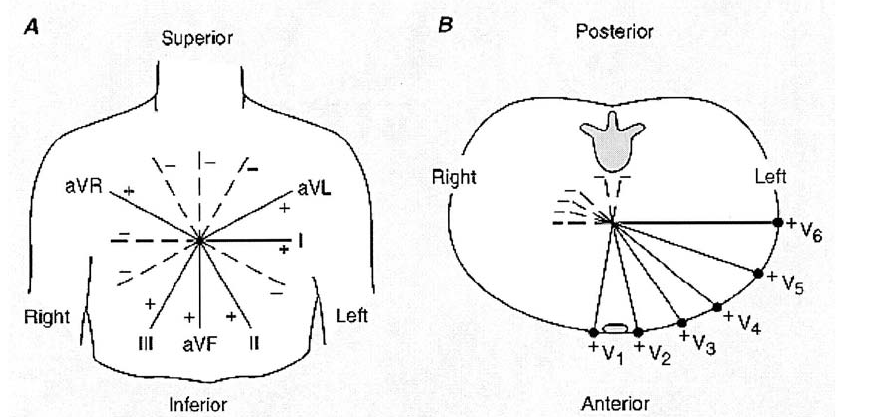 A
Superior
aVR
aVL
+
+
I
+
Right
Left
+
+
+
III
aVF
II
Inferior
B
Posterior
Right
Left
+V6
+V5
+V4
+V1
+V2
+V3
Anterior